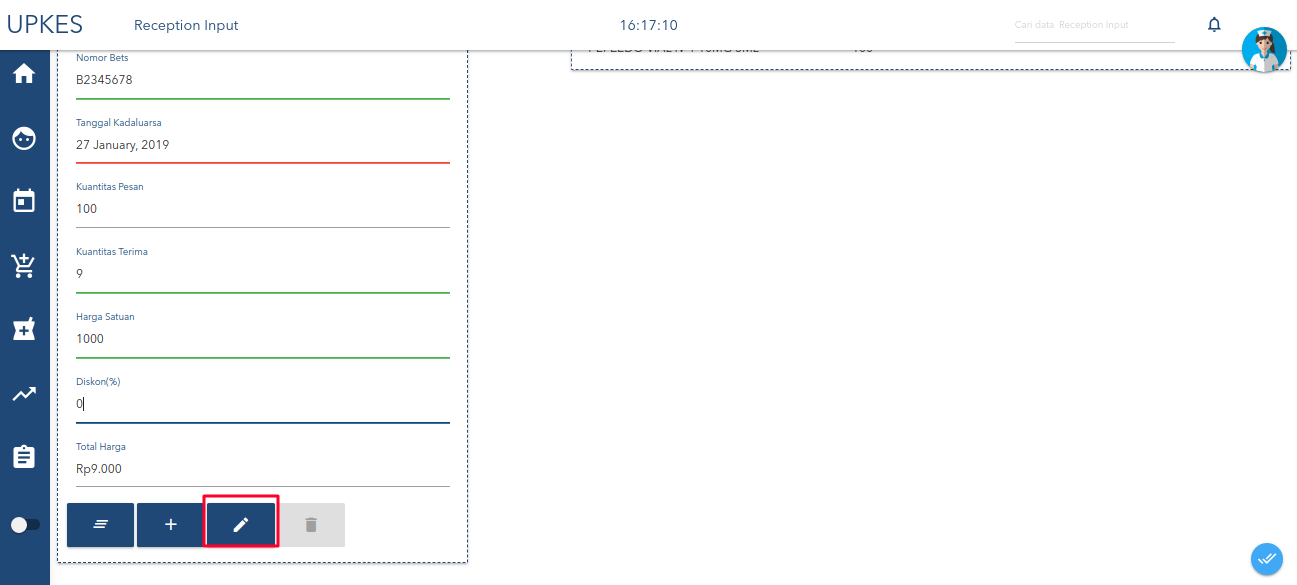 UPKES
Reception Input
16:17:10
Cari data Reception Input
Nomor Bets
B2345678
Tanggal Kadaluarsa
27 January, 2019
Kuantitas Pesan
100
Kuantitas Terima
9
Harga Satuan
1000
Diskon(%)
0
Total Harga
Rp9.000